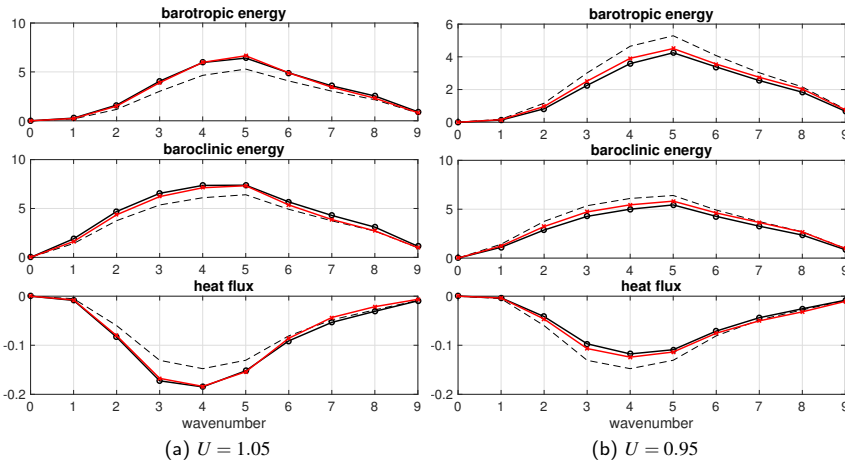 barotropic energy
10
5
0
0 1 2 3 4 5 6 7 8 9
baroclinic energy
10
5
0
0 1 2 3 4 5 6 7 8 9
heat flux
0
-0.1
-0.2
0 1 2 3 4 5 6 7 8 9
wavenumber
(a) U = 1.05
barotropic energy
6
4
2
0
0 1 2 3 4 5 6 7 8 9
baroclinic energy
10
5
0
0 1 2 3 4 5 6 7 8 9
heat flux
0
-0.1
-0.2
0 1 2 3 4 5 6 7 8 9
wavenumber
(b) U = 0.95